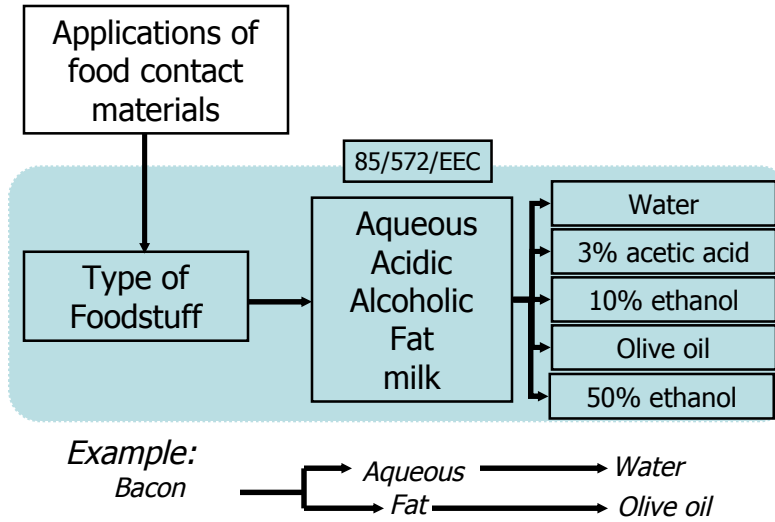 Applications of
food contact
materials
85/572/EEC
Type of
Foodstuff
Aqueous
Acidic
Alcoholic
Fat
milk
Water
3% acetic acid
10% ethanol
Olive oil
50% ethanol
Example:
Bacon
Aqueous
Water
Fat
Olive oil